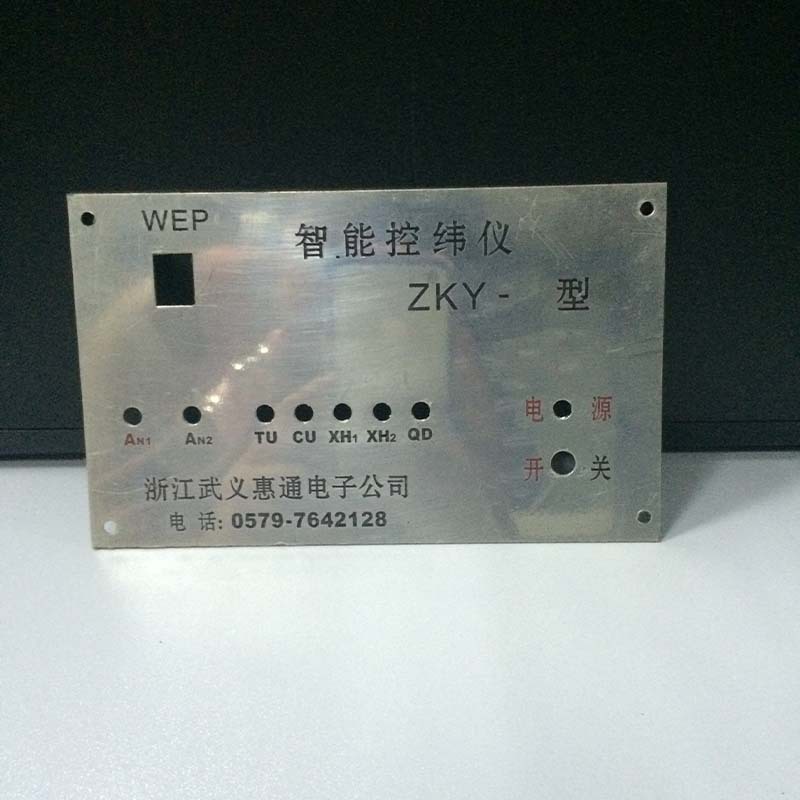 WEP
智能控纬仪
ZKY - 型
电 源
AN1 AN2 TU CU XH1 XH2 QD
开 关
浙江武义惠通电子公司
电 话: 0579-7642128